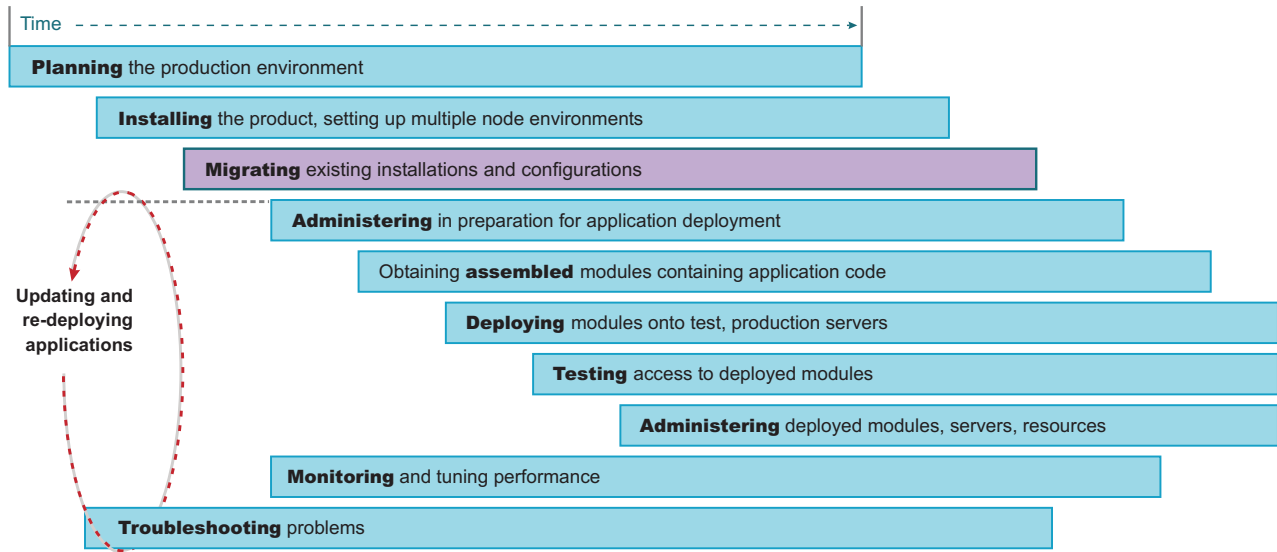 Time
Planning the production environment
Installing the product, setting up multiple node environments
Migrating existing installations and configurations
Administering in preparation for application deployment
Obtaining assembled modules containing application code
Updating and
re-deploying
applications
Deploying modules onto test, production servers
Testing access to deployed modules
Administering deployed modules, servers, resources
Monitoring and tuning performance
Troubleshooting problems